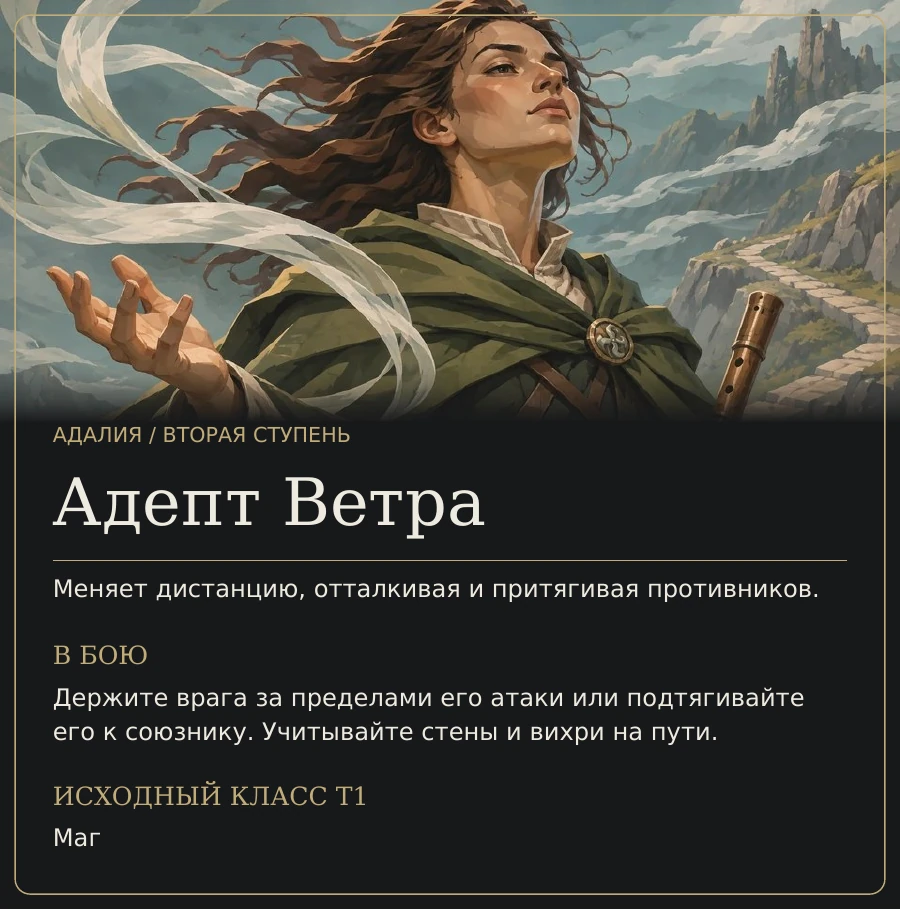 АДАЛИЯ / ВТОРАЯ СТУПЕНЬ
Адепт Ветра
Меняет дистанцию, отталкивая и притягивая противников.
В БОЮ
Держите врага за пределами его атаки или подтягивайте
его к союзнику. Учитывайте стены и вихри на пути.
ИСХОДНЫЙ КЛАСС Т1
Маг